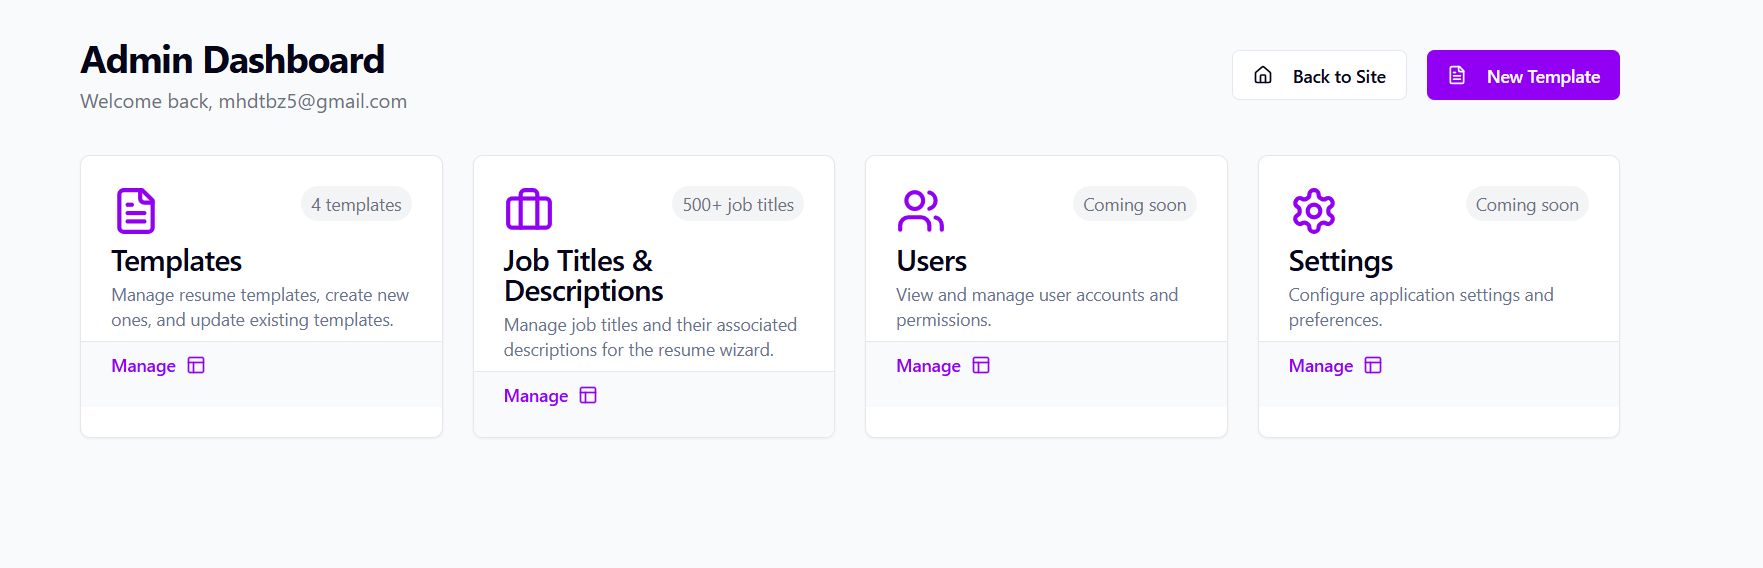 Admin Dashboard
Welcome back, mhdtbz5@gmail.com
Back to Site
New Template
4 templates
Templates
Manage resume templates, create new
ones, and update existing templates.
Manage
500+ job titles
Job Titles &
Descriptions
Manage job titles and their associated
descriptions for the resume wizard.
Manage
Coming soon
Users
View and manage user accounts and
permissions.
Manage
Coming soon
Settings
Configure application settings and
preferences.
Manage